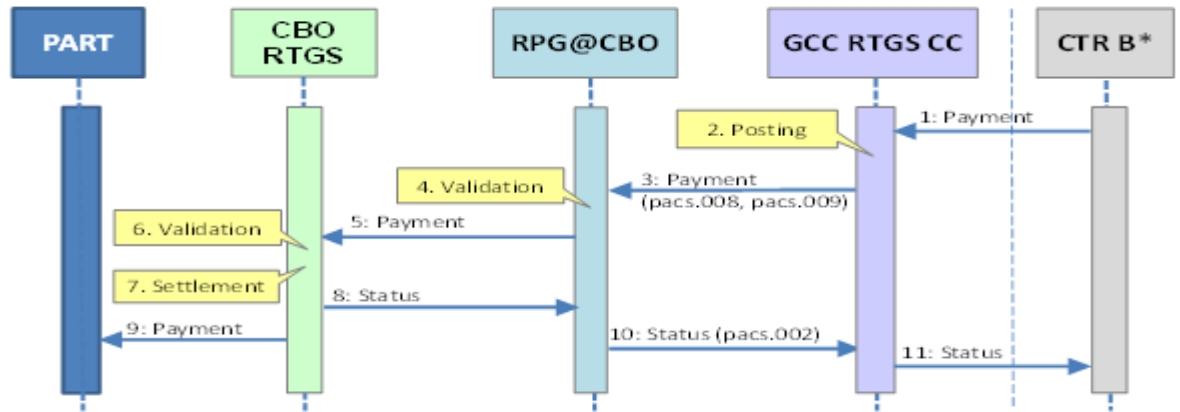 PART
CBO
RTGS
RPG@CBO
GCC RTGS CC
CTR B*
1: Payment
2. Posting
3: Payment
(pacs.008, pacs.009)
4. Validation
5: Payment
6. Validation
7. Settlement
8: Status
9: Payment
10: Status (pacs.002)
11: Status